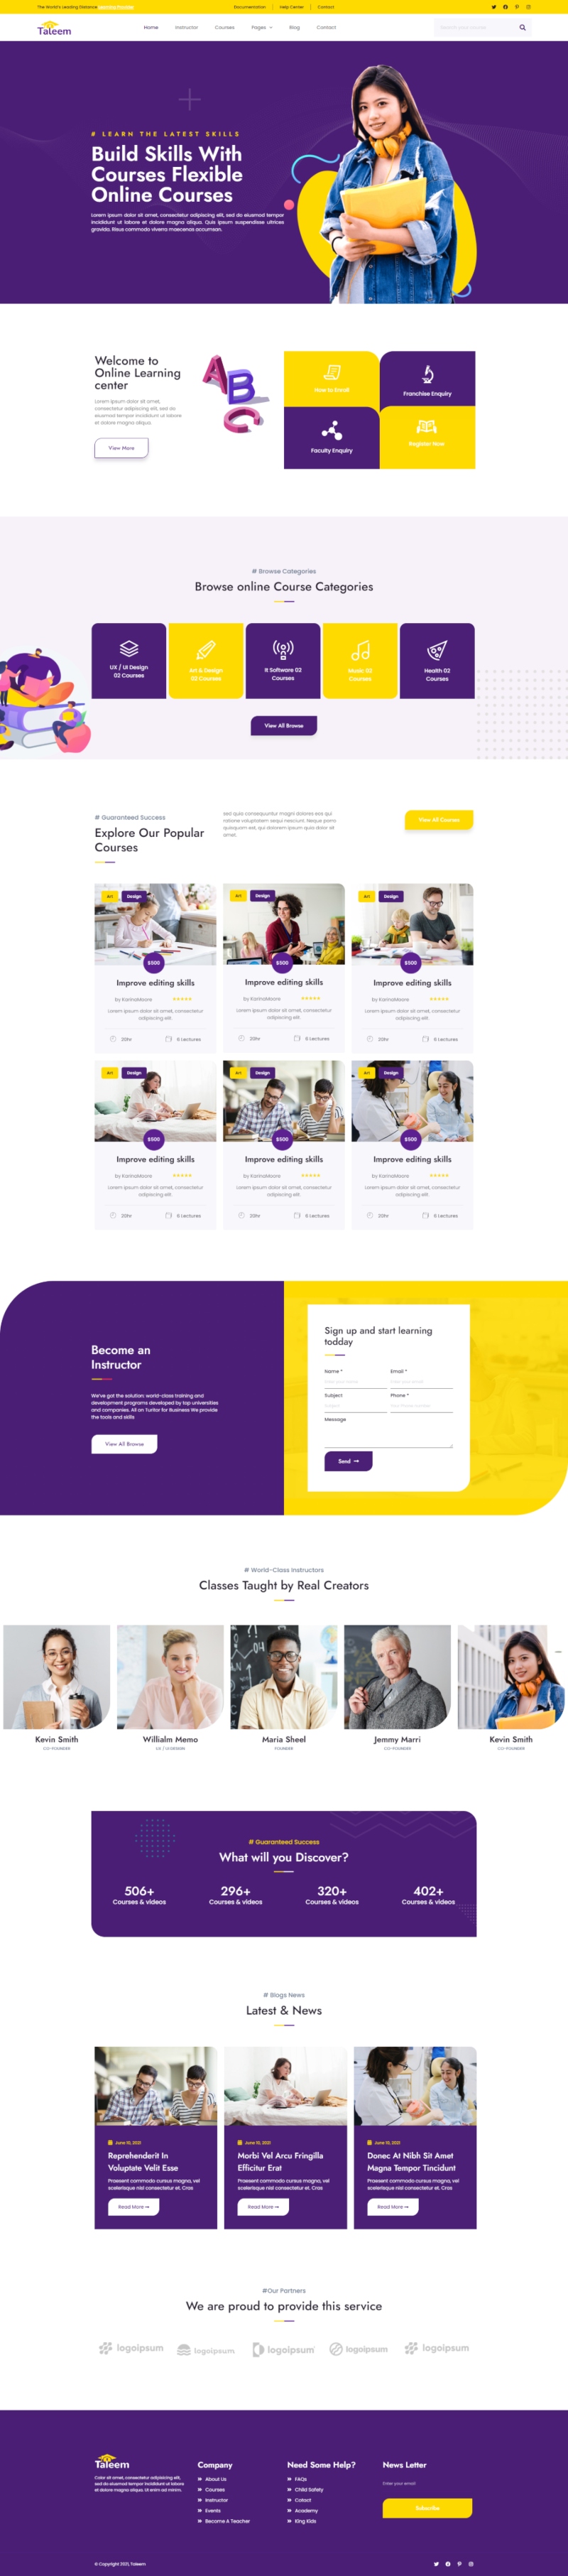 The World's Leading Distance Learning Provider
Documentation
Help Center
Contact
Taleem
Home
Instructor
Courses
Pages
Blog
Contact
# LEARN THE LATEST SKILLS
Build Skills With
Courses Flexible
Online Courses
Lorem ipsum dolor sit amet, consectetur adipiscing elit, sed do eiusmod tempor
incididunt ut labore et dolore magna aliqua. Quis ipsum suspendisse ultrices
gravida. Risus commodo viverra maecenas accumsan.
Welcome to
Online Learning
center
Lorem ipsum dolor sit amet,
consectetur adipiscing elit, sed do
eiusmod tempor incididunt ut labore
et dolore magna aliqua.
View More
ABC
How to Enroll
Franchise Enquiry
Faculty Enquiry
Register Now
# Browse Categories
Browse online Course Categories
UX / UI Design
02 Courses
Art & Design
02 Courses
It Software 02
Courses
Music 02
Courses
Health 02
Courses
View All Browse
# Guaranteed Success
Explore Our Popular
Courses
sed quia consequuntur magni dolores eos qui
ratione voluptatem sequi nesciunt. Neque porro
quisquam est, qui dolorem ipsum quia dolor sit
amet.
View All Courses
Art Design
$500
Improve editing skills
by KarinaMoore
Lorem ipsum dolor sit amet, consectetur
adipiscing elit
20hr
6 Lectures
Art Design
$500
Improve editing skills
by KarinaMoore
Lorem ipsum dolor sit amet, consectetur
adipiscing elit
20hr
6 Lectures
Art Design
$500
Improve editing skills
by KarinaMoore
Lorem ipsum dolor sit amet, consectetur
adipiscing elit
20hr
6 Lectures
Art Design
$500
Improve editing skills
by KarinaMoore
Lorem ipsum dolor sit amet, consectetur
adipiscing elit
20hr
6 Lectures
Art Design
$500
Improve editing skills
by KarinaMoore
Lorem ipsum dolor sit amet, consectetur
adipiscing elit
20hr
6 Lectures
Art Design
$500
Improve editing skills
by KarinaMoore
Lorem ipsum dolor sit amet, consectetur
adipiscing elit
20hr
6 Lectures
Become an
Instructor
We've got the solution: world-class training and
development programs developed by top universities
and companies. All on Turitor for Business We provide
the tools and skills
View All Browse
Sign up and start learning
todday
Name *
Email *
Subject
Phone *
Message
Send
# World-Class Instructors
Classes Taught by Real Creators
Kevin Smith
CO-FOUNDER
Willialm Memo
UX / UI DESIGN
Maria Sheel
FOUNDER
Jemmy Marri
CO-FOUNDER
Kevin Smith
CO-FOUNDER
# Guaranteed Success
What will you Discover?
506+
Courses & videos
296+
Courses & videos
320+
Courses & videos
402+
Courses & videos
# Blogs News
Latest & News
June 10, 2021
Reprehenderit In
Voluptate Velit Esse
Praesent commodo cursus magna, vel
scelerisque nisl consectetur et. Cras
Read More
June 10, 2021
Morbi Vel Arcu Fringilla
Efficitur Erat
Praesent commodo cursus magna, vel
scelerisque nisl consectetur et. Cras
Read More
June 10, 2021
Donec At Nibh Sit Amet
Magna Tempor Tincidunt
Praesent commodo cursus magna, vel
scelerisque nisl consectetur et. Cras
Read More
#Our Partners
We are proud to provide this service
logoipsum
logoipsum
logoipsum
logoipsum
logoipsum
Taleem
Color sit amet, consectetur adipiscing elit,
sed do eiusmod tempor incididunt ut labore
et dolore magna aliqua. Ut enim ad minim.
Company
About Us
Courses
Instructor
Events
Become A Teacher
Need Some Help?
FAQs
Child Safety
Cotact
Academy
King Kids
News Letter
Enter your email
Subscribe
© Copyright 2021, Taleem